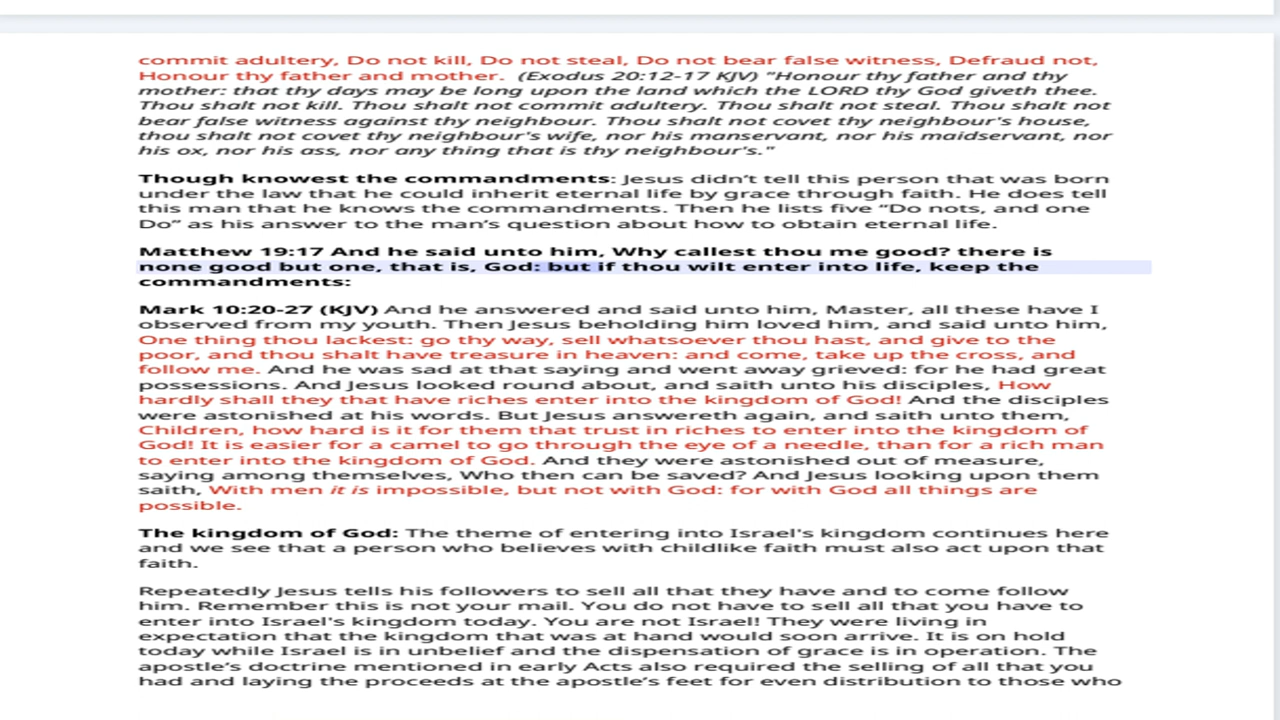 commit adultery, Do not kill, Do not steal, Do not bear false witness, Defraud not,
Honour thy father and mother.  (Exodus 20:12-17 KJV) "Honour thy father and thy
mother: that thy days may be long upon the land which the LORD thy God giveth thee.
Thou shalt not kill. Thou shalt not commit adultery. Thou shalt not steal. Thou shalt not
bear false witness against thy neighbour. Thou shalt not covet thy neighbour's house,
thou shalt not covet thy neighbour's wife, nor his manservant, nor his maidservant, nor
his ox, nor his ass, nor any thing that is thy neighbour's."
Though knowest the commandments: Jesus didn’t tell this person that was born
under the law that he could inherit eternal life by grace through faith. He does tell
this man that he knows the commandments. Then he lists five “Do nots, and one
Do” as his answer to the man’s question about how to obtain eternal life.
Matthew 19:17 And he said unto him, Why callest thou me good? there is
none good but one, that is, God: but if thou wilt enter into life, keep the
commandments:
Mark 10:20-27 (KJV) And he answered and said unto him, Master, all these have I
observed from my youth. Then Jesus beholding him loved him, and said unto him,
One thing thou lackest: go thy way, sell whatsoever thou hast, and give to the
poor, and thou shalt have treasure in heaven: and come, take up the cross, and
follow me. And he was sad at that saying and went away grieved: for he had great
possessions. And Jesus looked round about, and saith unto his disciples, How
hardly shall they that have riches enter into the kingdom of God! And the disciples
were astonished at his words. But Jesus answereth again, and saith unto them,
Children, how hard is it for them that trust in riches to enter into the kingdom of
God! It is easier for a camel to go through the eye of a needle, than for a rich man
to enter into the kingdom of God. And they were astonished out of measure,
saying among themselves, Who then can be saved? And Jesus looking upon them
saith, With men it is impossible, but not with God: for with God all things are
possible.
The kingdom of God: The theme of entering into Israel's kingdom continues here
and we see that a person who believes with childlike faith must also act upon that
faith.
Repeatedly Jesus tells his followers to sell all that they have and to come follow
him. Remember this is not your mail. You do not have to sell all that you have to
enter into Israel's kingdom today. You are not Israel! They were living in
expectation that the kingdom that was at hand would soon arrive. It is on hold
today while Israel is in unbelief and the dispensation of grace is in operation. The
apostle’s doctrine mentioned in early Acts also required the selling of all that you
had and laying the proceeds at the apostle’s feet for even distribution to those who